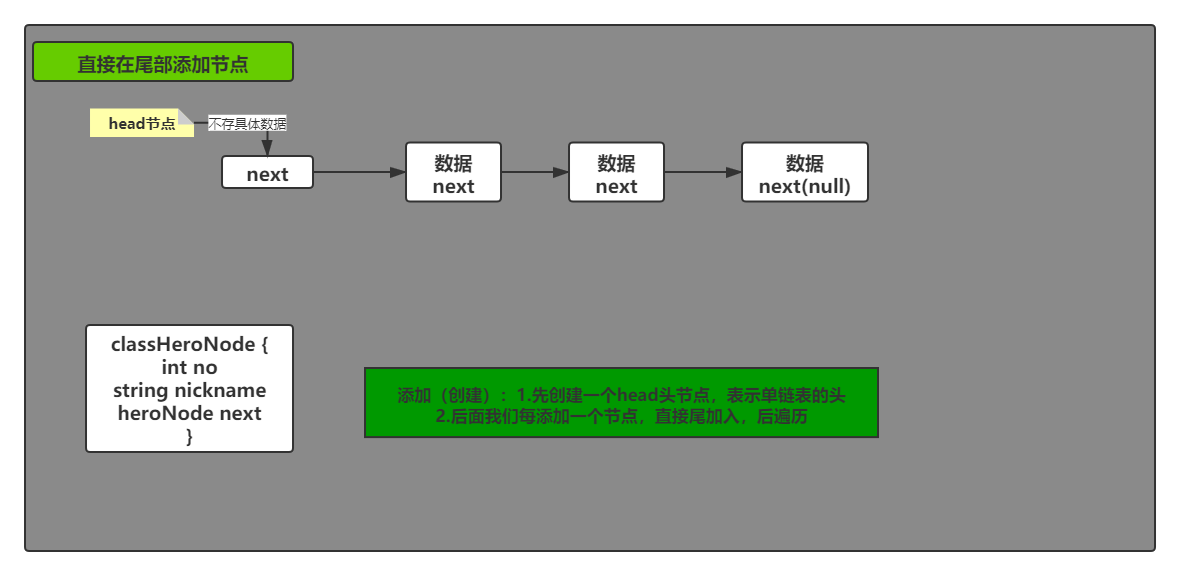 直接在尾部添加节点
head节点
不存具体数据
next
数据
next
数据
next
数据
next(null)
classHeroNode {
int no
string nickname
heroNode next
}
添加（创建）：1.先创建一个head头节点，表示单链表的头
2.后面我们每添加一个节点，直接尾加入，后遍历